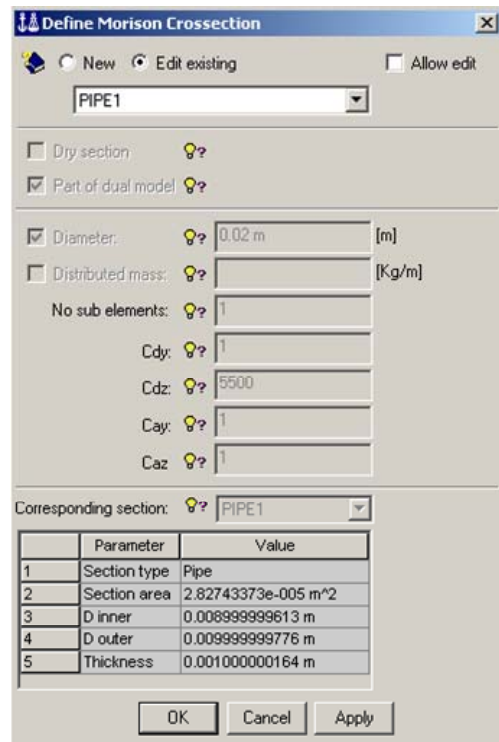 Define Morison Crossection
New Edit existing Allow edit
PIPE1
Dry section
Part of dual model
Diameter: 0.02 m [m]
Distributed mass: [Kg/m]
No sub elements: 1
Cdy: 1
Cdz: 5500
Cay: 1
Caz 1
Corresponding section: PIPE1
Parameter Value
1 Section type Pipe
2 Section area 2.82743373e-005 m^2
3 D inner 0.008999999613 m
4 D outer 0.009999999776 m
5 Thickness 0.001000000164 m
OK Cancel Apply